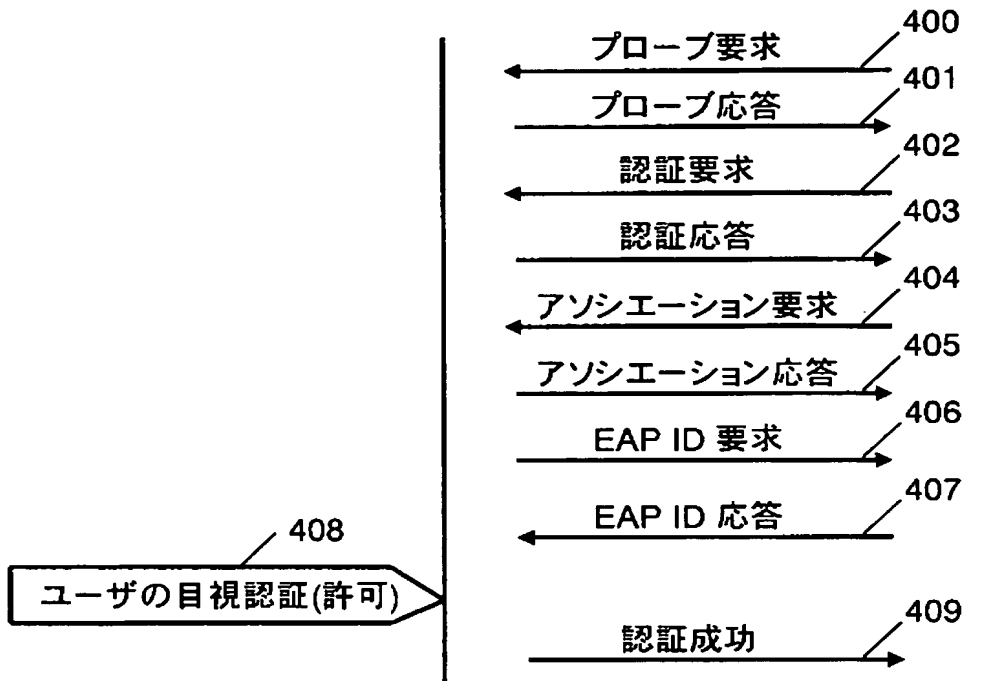 プローブ要求
400
プローブ応答
401
認証要求
402
認証応答
403
アソシエーション要求
404
アソシエーション応答
405
EAP ID 要求
406
EAP ID 応答
407
408
ユーザの目視認証(許可)
認証成功
409